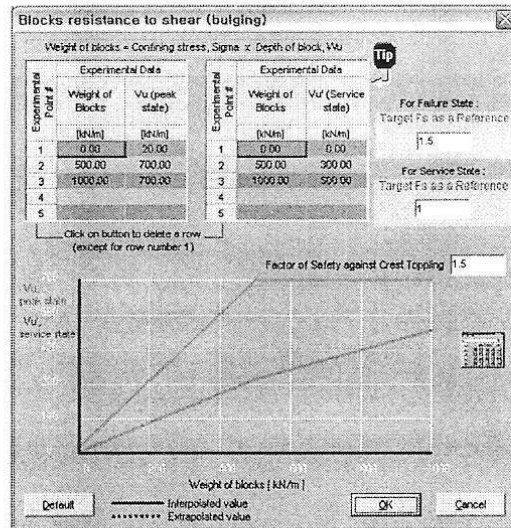 Blocks resistance to shear (bulging)
Weight of blocks = Confining stress, Sigma x Depth of block, Wu
Tip
Experimental Point #
Experimental Data
Weight of Blocks
Vu (peak state)
[kN/m]
[kN/m]
1 0.00 20.00
2 500.00 700.00
3 1000.00 700.00
4
5
Experimental Point #
Experimental Data
Weight of Blocks
Vu' (Service state)
[kN/m]
[kN/m]
1 0.00 0.00
2 500.00 300.00
3 1000.00 500.00
4
5
For Failure State :
Target Fs as a Reference
1.5
For Service State :
Target Fs as a Reference
1
Click on button to delete a row
(except for row number 1)
Factor of Safety against Crest Toppling
1.5
Vu,
peak state
Vu',
service state
Weight of blocks [ kN/m ]
Default
Interpolated value
Extrapolated value
OK
Cancel